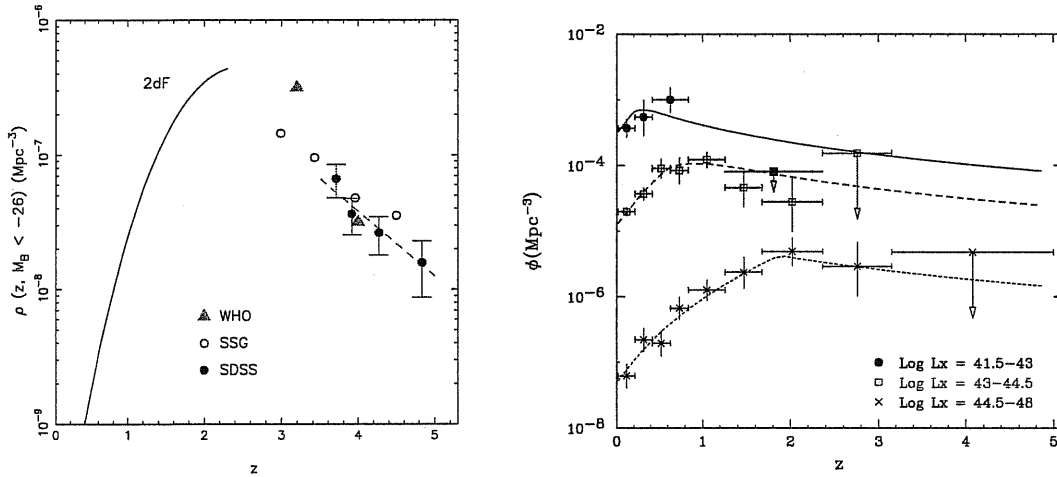 10⁻⁶
10⁻⁷
10⁻⁸
10⁻⁹
ρ (z, M_B < −26) (Mpc⁻³)
2dF
WHO
SSG
SDSS
0 1 2 3 4 5
z
10⁻²
10⁻⁴
10⁻⁶
10⁻⁸
ϕ(Mpc⁻³)
Log Lx = 41.5−43
Log Lx = 43−44.5
Log Lx = 44.5−48
0 1 2 3 4 5
z